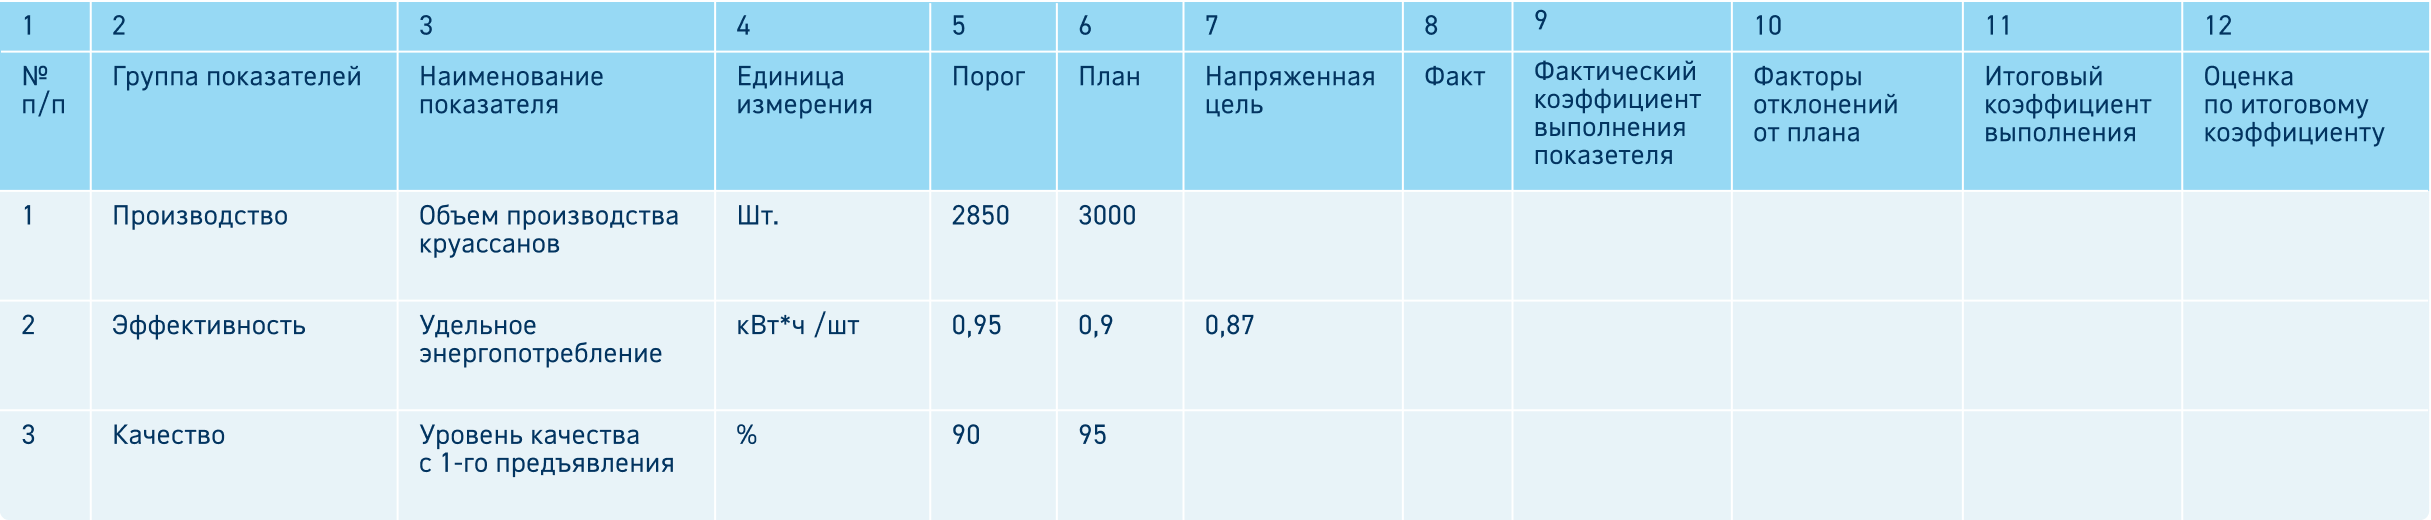 1 2 3 4 5 6 7 8 9 10 11 12
№ п/п
Группа показателей
Наименование
показателя
Единица
измерения
Порог
План
Напряженная
цель
Факт
Фактический
коэффициент
выполнения
показетеля
Факторы
отклонений
от плана
Итоговый
коэффициент
выполнения
Оценка
по итоговому
коэффициенту
1
Производство
Объем производства
круассанов
Шт.
2850
3000
2
Эффективность
Удельное
энергопотребление
кВт*ч /шт
0,95
0,9
0,87
3
Качество
Уровень качества
с 1-го предъявления
%
90
95